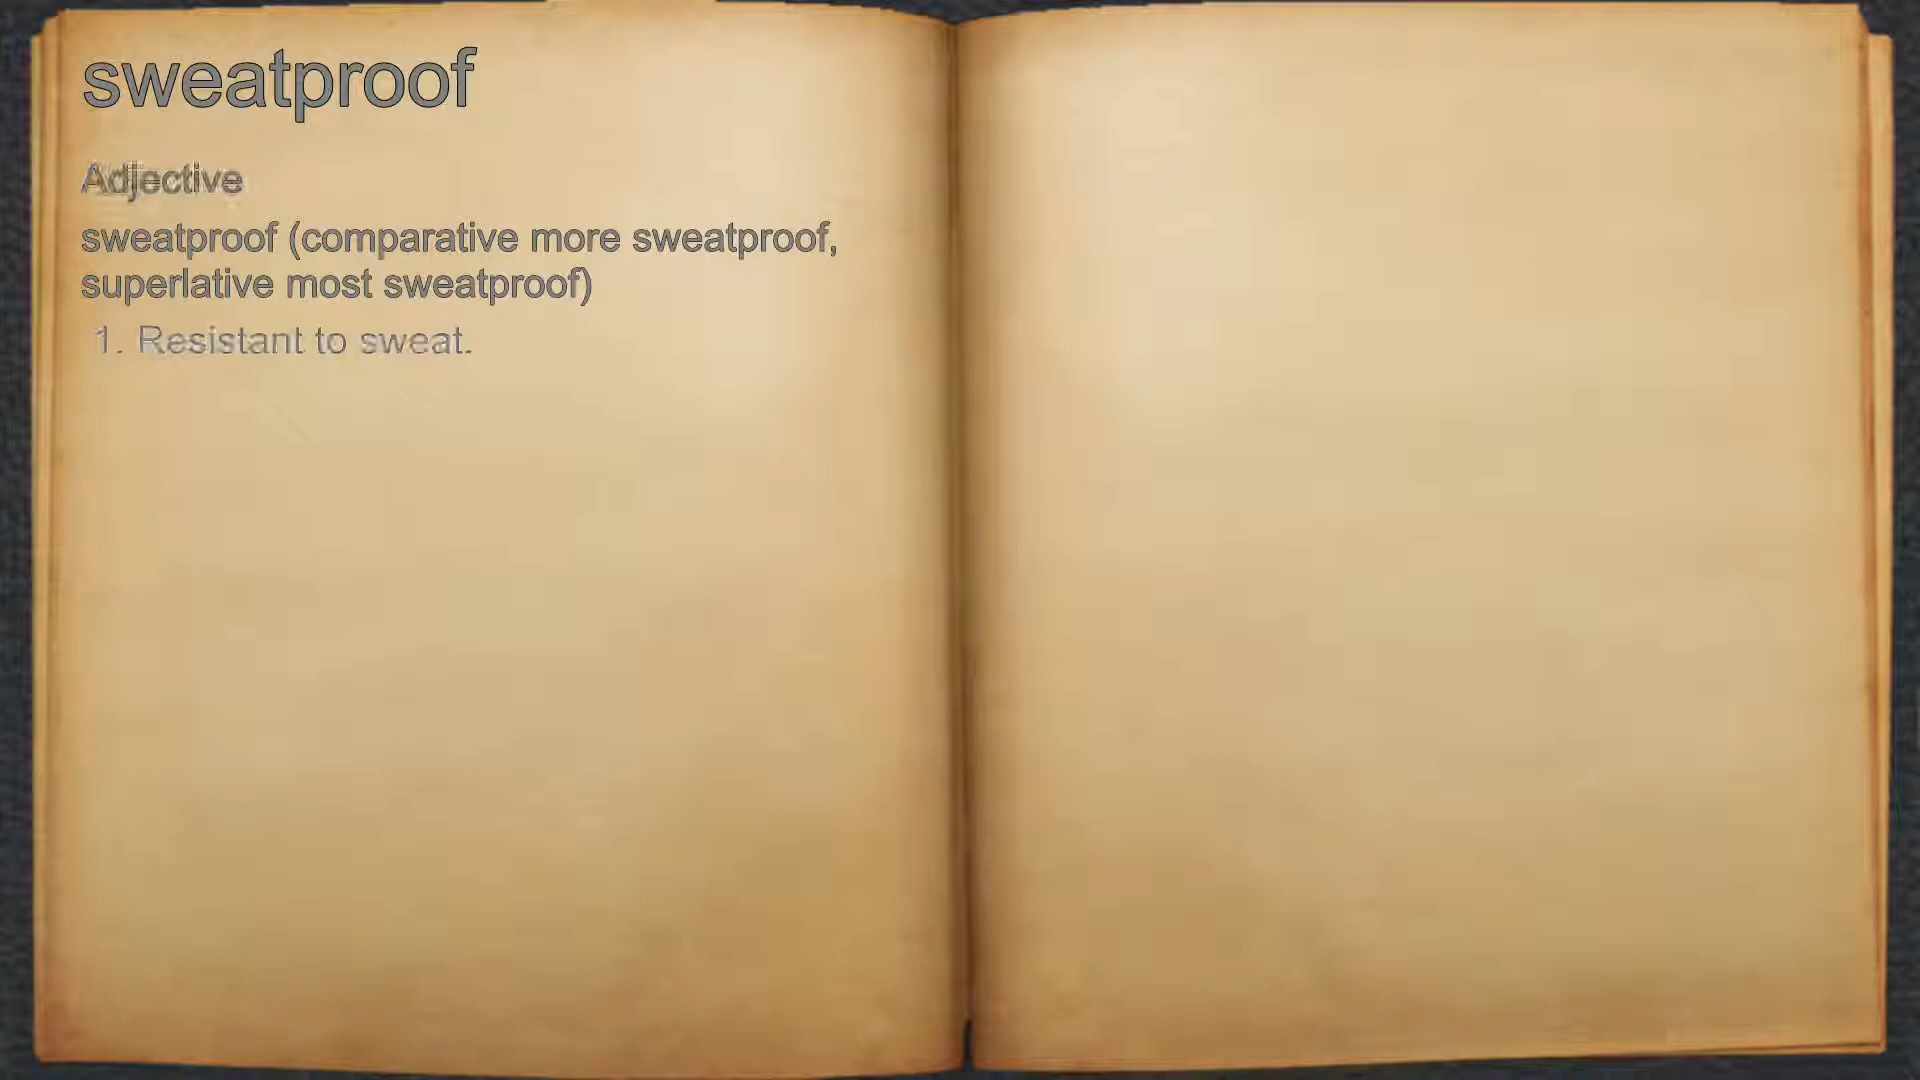 sweatproof
Adjective
sweatproof (comparative more sweatproof,
superlative most sweatproof)
1. Resistant to sweat.